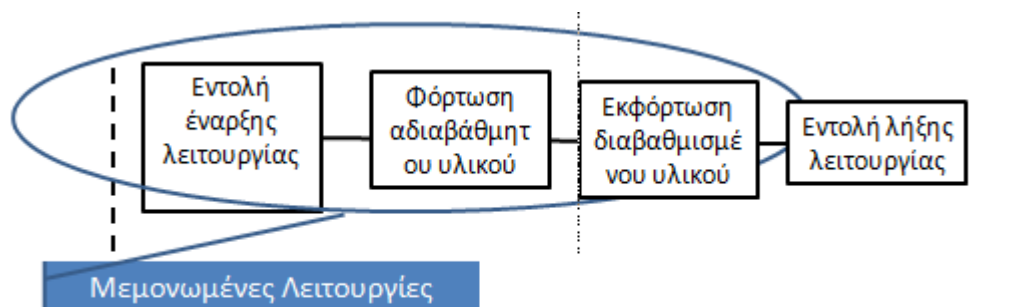 Εντολή
έναρξης
λειτουργίας
Φόρτωση
αδιαβάθμητ
ου υλικού
Εκφόρτωση
διαβαθμισμέ
νου υλικού
Εντολή λήξης
λειτουργίας
Μεμονωμένες Λειτουργίες